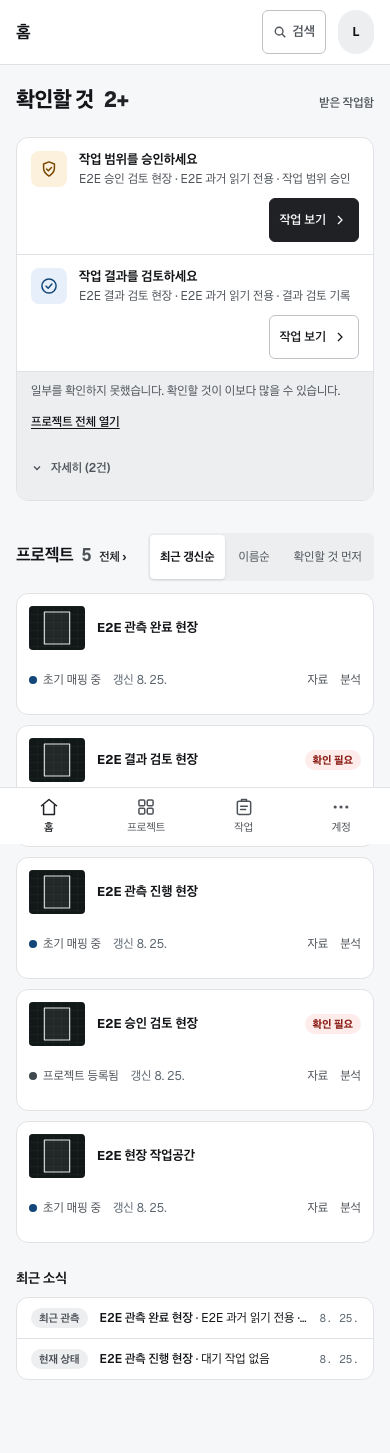 홈
검색
L
확인할 것 2+
받은 작업함
작업 범위를 승인하세요
E2E 승인 검토 현장 · E2E 과거 읽기 전용 · 작업 범위 승인
작업 보기
작업 결과를 검토하세요
E2E 결과 검토 현장 · E2E 과거 읽기 전용 · 결과 검토 기록
작업 보기
일부를 확인하지 못했습니다. 확인할 것이 이보다 많을 수 있습니다.
프로젝트 전체 열기
자세히 (2건)
프로젝트 5 전체 ›
최근 갱신순 이름순 확인할 것 먼저
E2E 관측 완료 현장
초기 매핑 중 갱신 8. 25. 자료 분석
E2E 결과 검토 현장 확인 필요
홈 프로젝트 작업 계정
E2E 관측 진행 현장
초기 매핑 중 갱신 8. 25. 자료 분석
E2E 승인 검토 현장 확인 필요
프로젝트 등록됨 갱신 8. 25. 자료 분석
E2E 현장 작업공간
초기 매핑 중 갱신 8. 25. 자료 분석
최근 소식
최근 관측 E2E 관측 완료 현장 · E2E 과거 읽기 전용 ·... 8. 25.
현재 상태 E2E 관측 진행 현장 · 대기 작업 없음 8. 25.